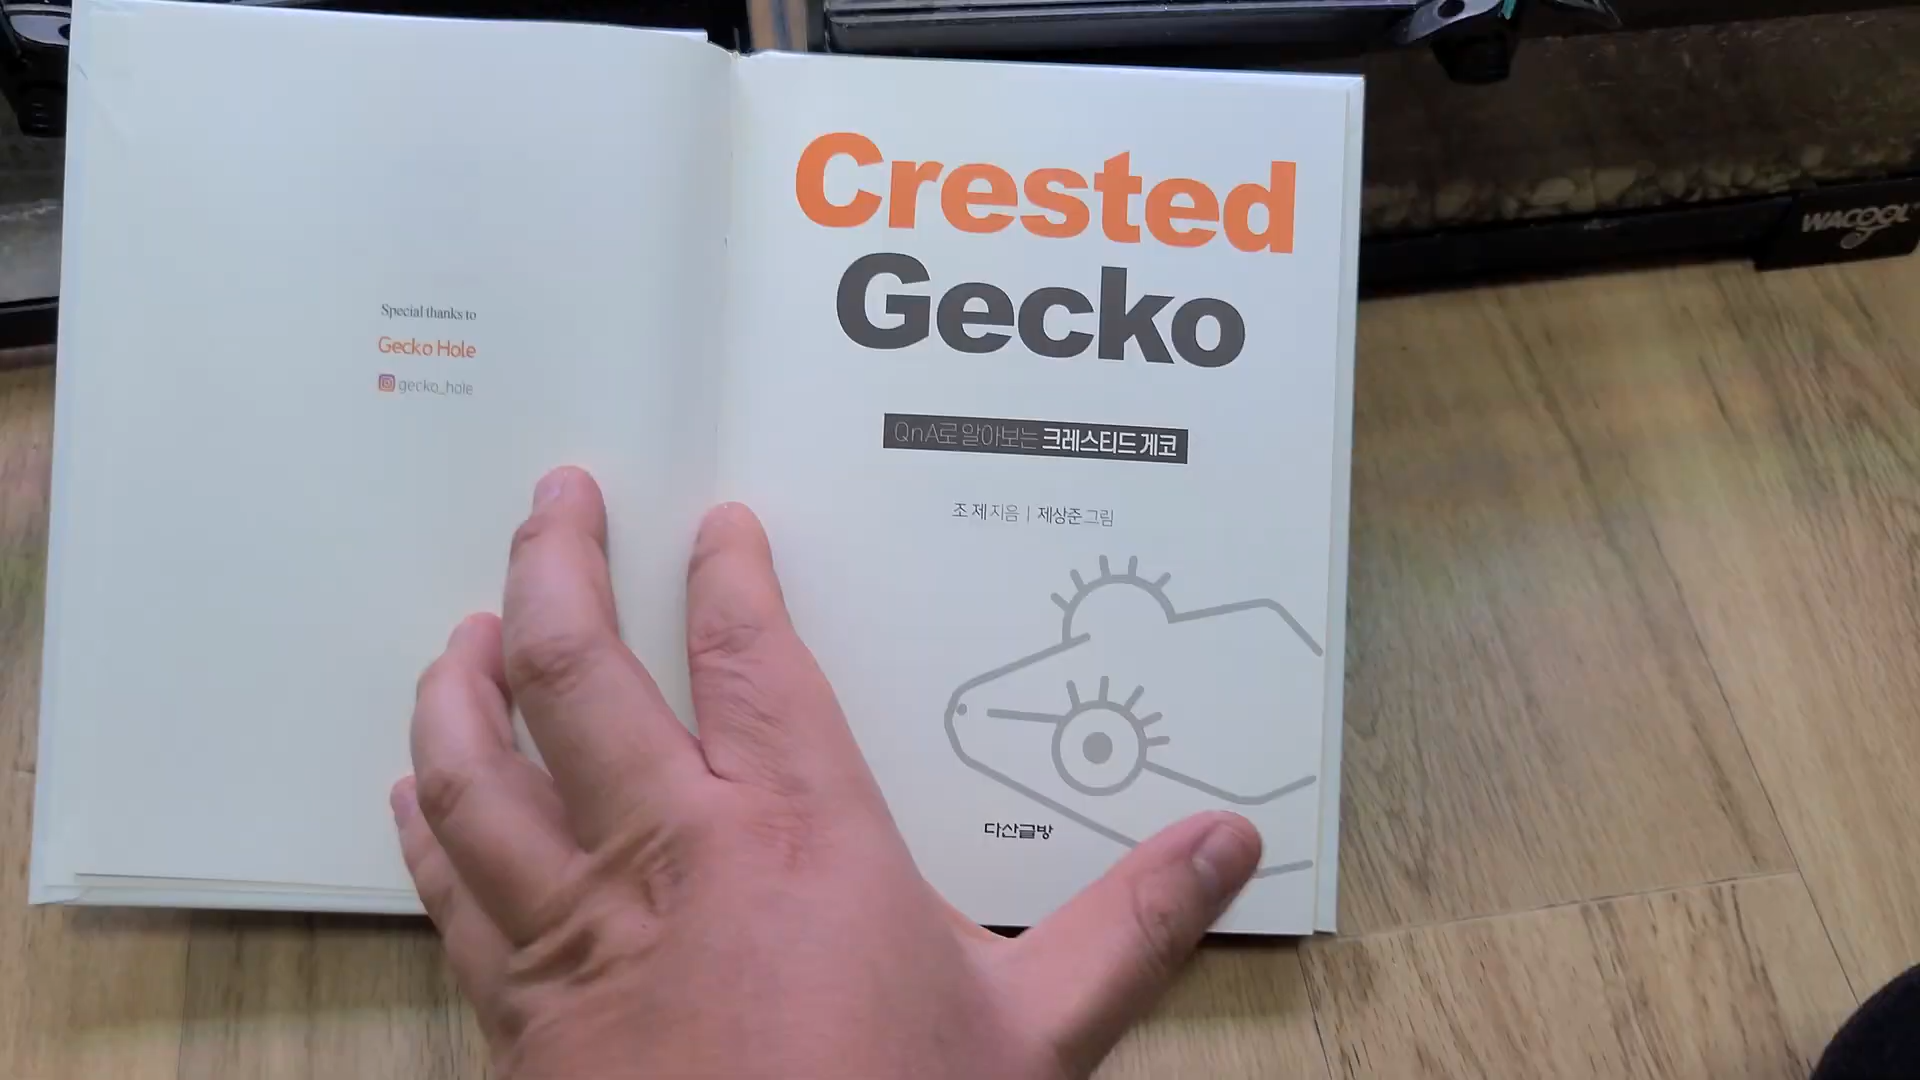 Special thanks to
Gecko Hole
gecko_hole
Crested
Gecko
QnA로 알아보는 크레스티드 게코
조 제 지음 | 제상준 그림
다산글방
WACOOL